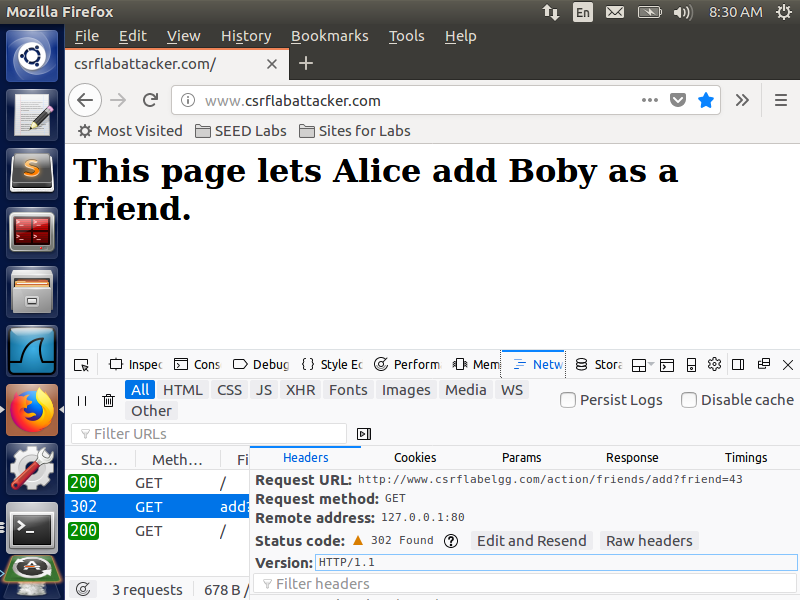 Mozilla Firefox En 8:30 AM
File Edit View History Bookmarks Tools Help
csrflabattacker.com/
www.csrflabattacker.com
Most Visited SEED Labs Sites for Labs
This page lets Alice add Boby as a
friend.
Inspec Cons Debug Style Ec Perform Mem Netw Stora
All HTML CSS JS XHR Fonts Images Media WS
Other
Persist Logs Disable cache
Filter URLs
Sta... Meth... Fi
Headers Cookies Params Response Timings
200 GET /
302 GET add?
200 GET /
Request URL: http://www.csrflabelgg.com/action/friends/add?friend=43
Request method: GET
Remote address: 127.0.0.1:80
Status code: 302 Found Edit and Resend Raw headers
Version: HTTP/1.1
Filter headers
3 requests 678 B /